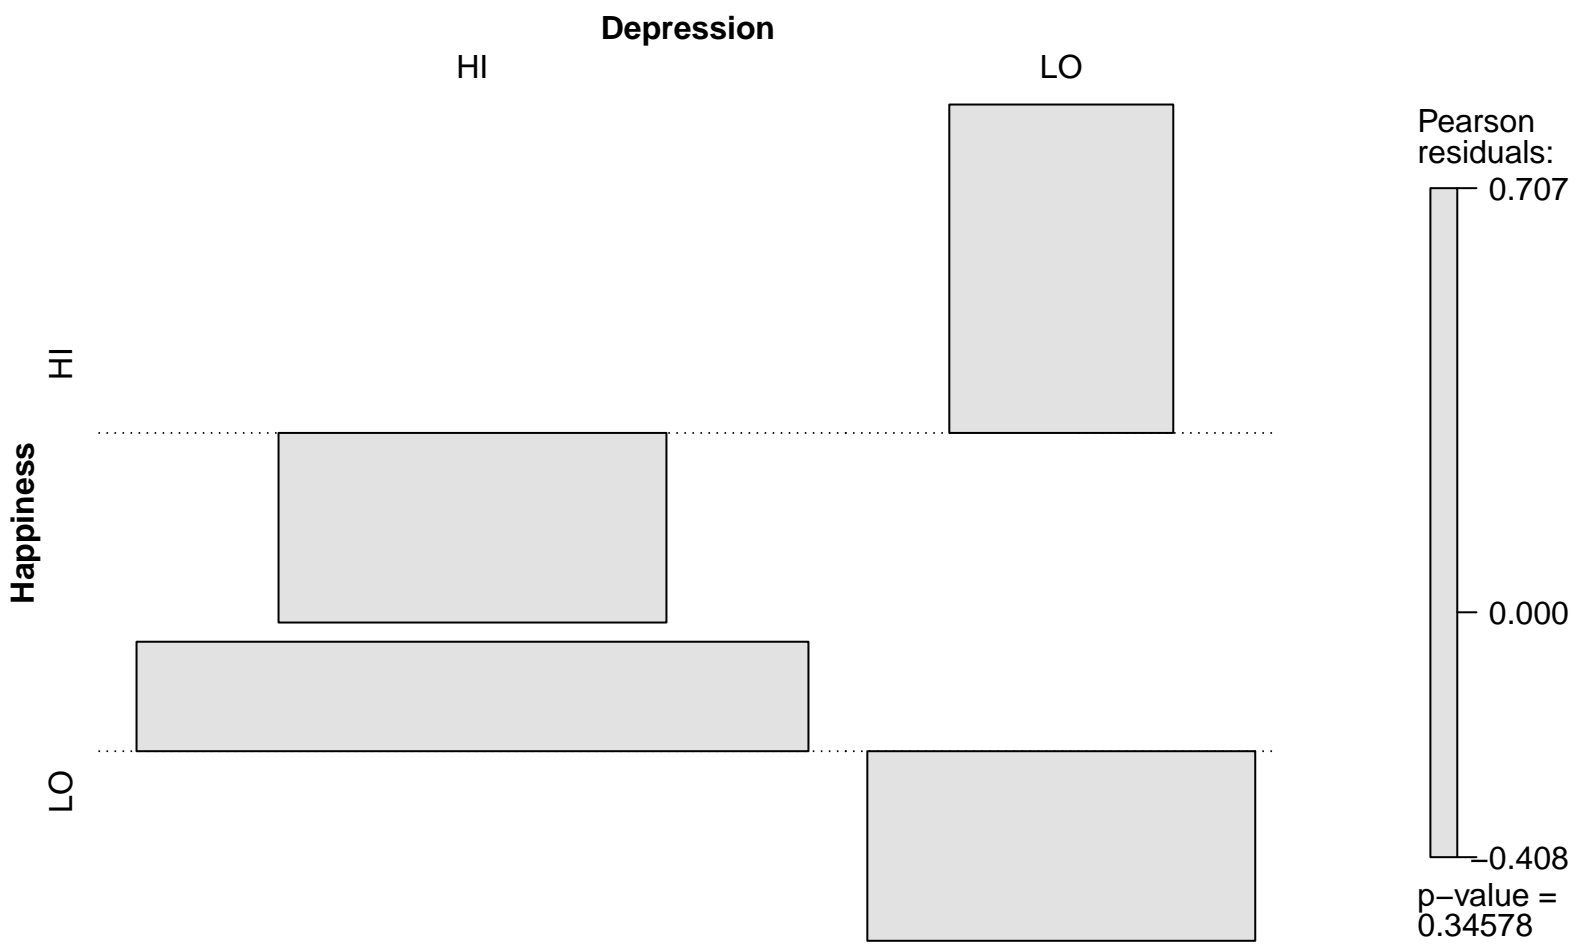 Depression
HI
LO
Happiness
HI
LO
Pearson
residuals:
0.707
0.000
−0.408
p−value =
0.34578